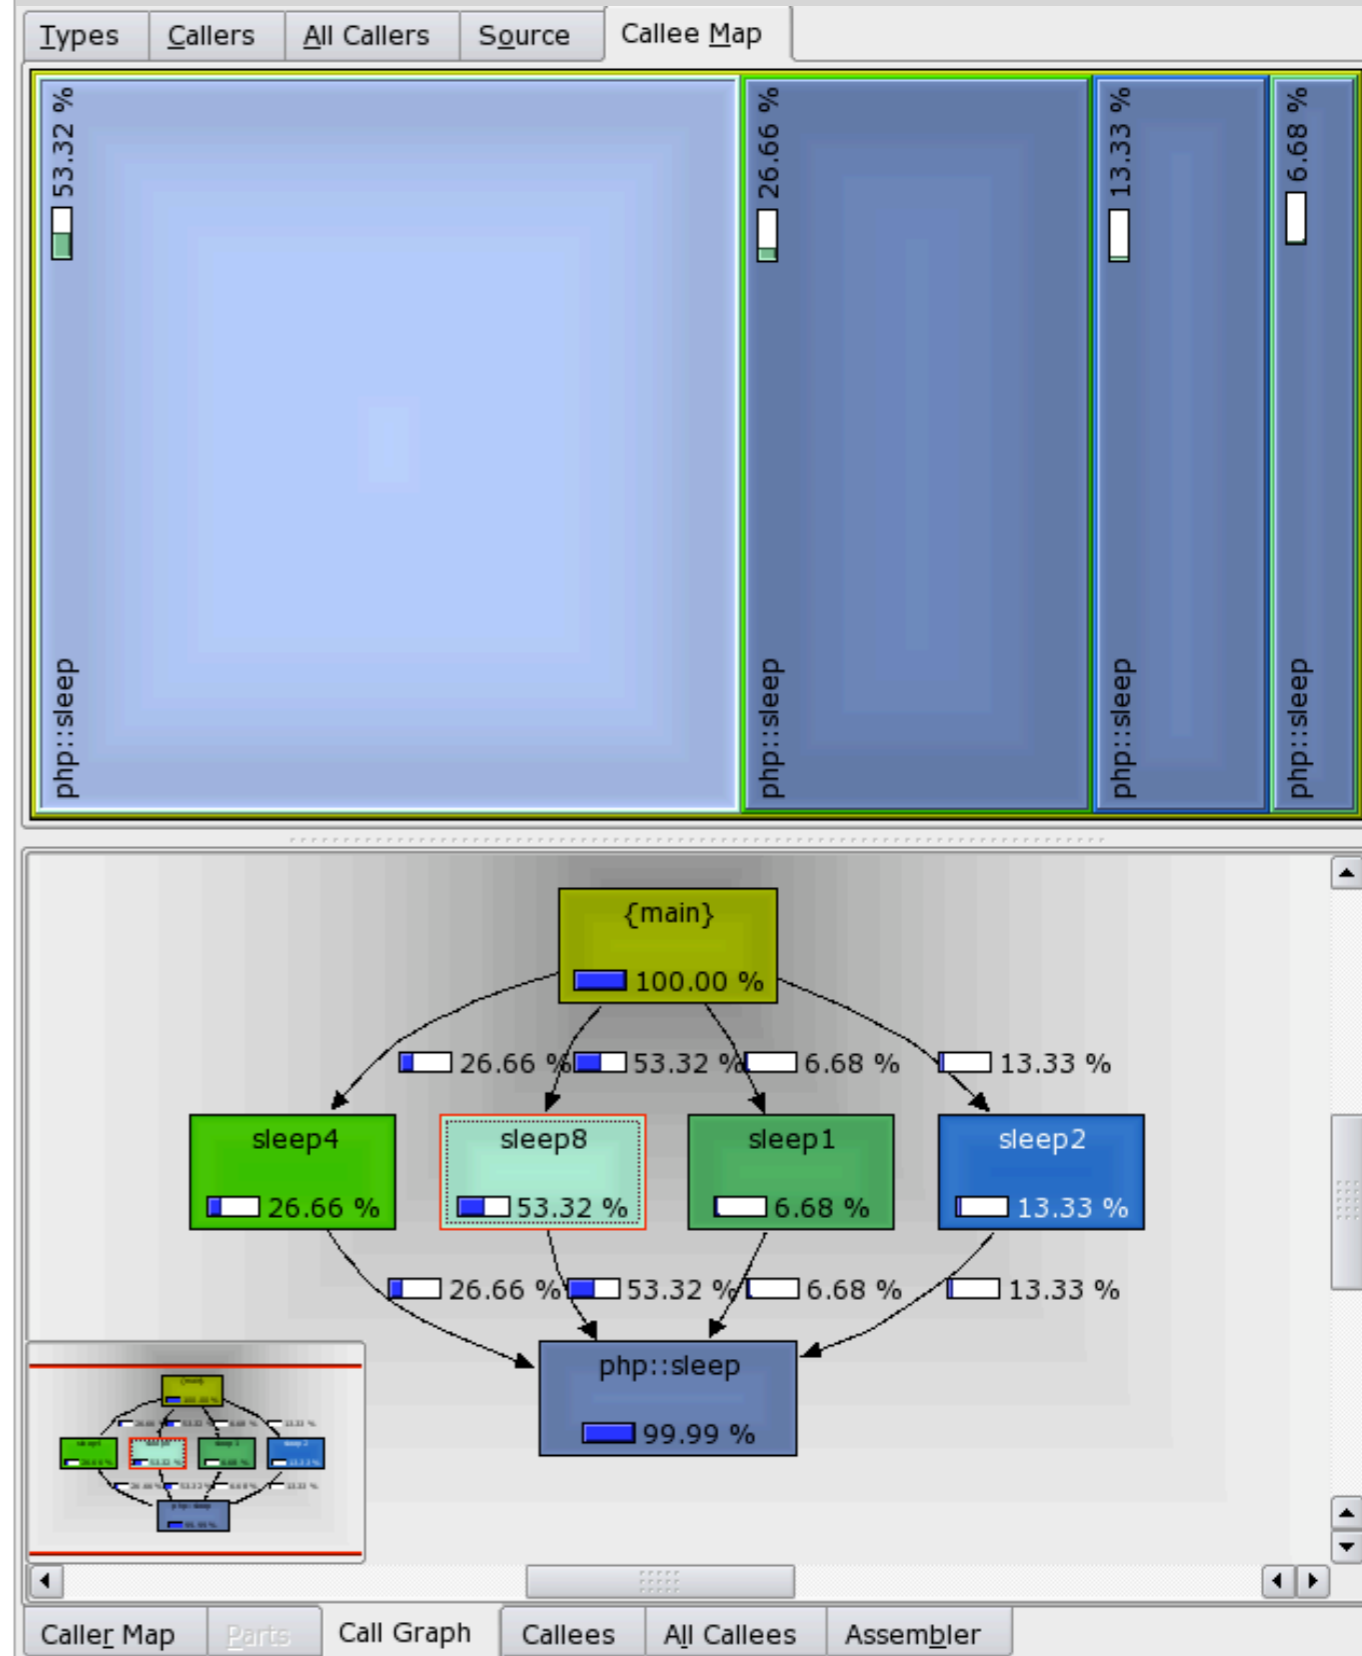 Types Callers All Callers Source Callee Map
53.32 % 26.66 % 13.33 % 6.68 %
php::sleep php::sleep php::sleep php::sleep
{main}
100.00 %
26.66 % 53.32 % 6.68 % 13.33 %
sleep4 sleep8 sleep1 sleep2
26.66 % 53.32 % 6.68 % 13.33 %
26.66 % 53.32 % 6.68 % 13.33 %
php::sleep
99.99 %
Caller Map Parts Call Graph Callees All Callees Assembler